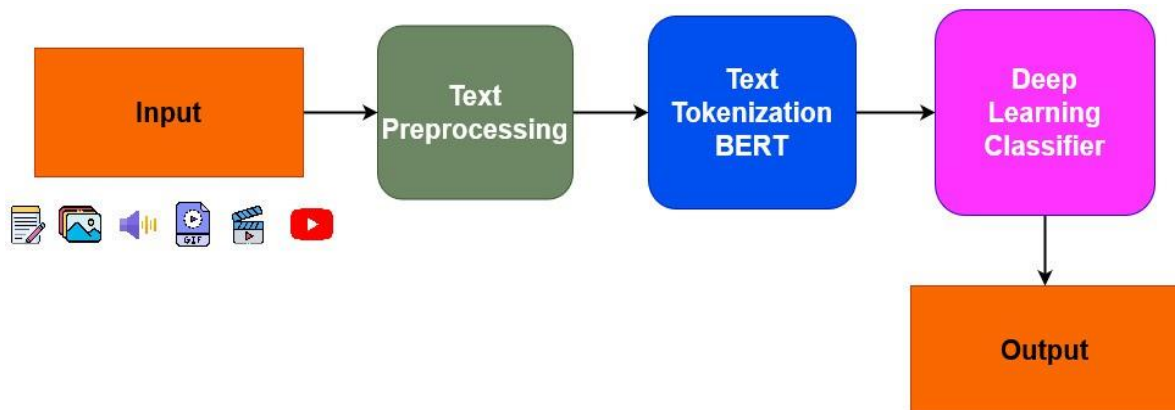 Input
Text
Preprocessing
Text
Tokenization
BERT
Deep
Learning
Classifier
GIF
Output